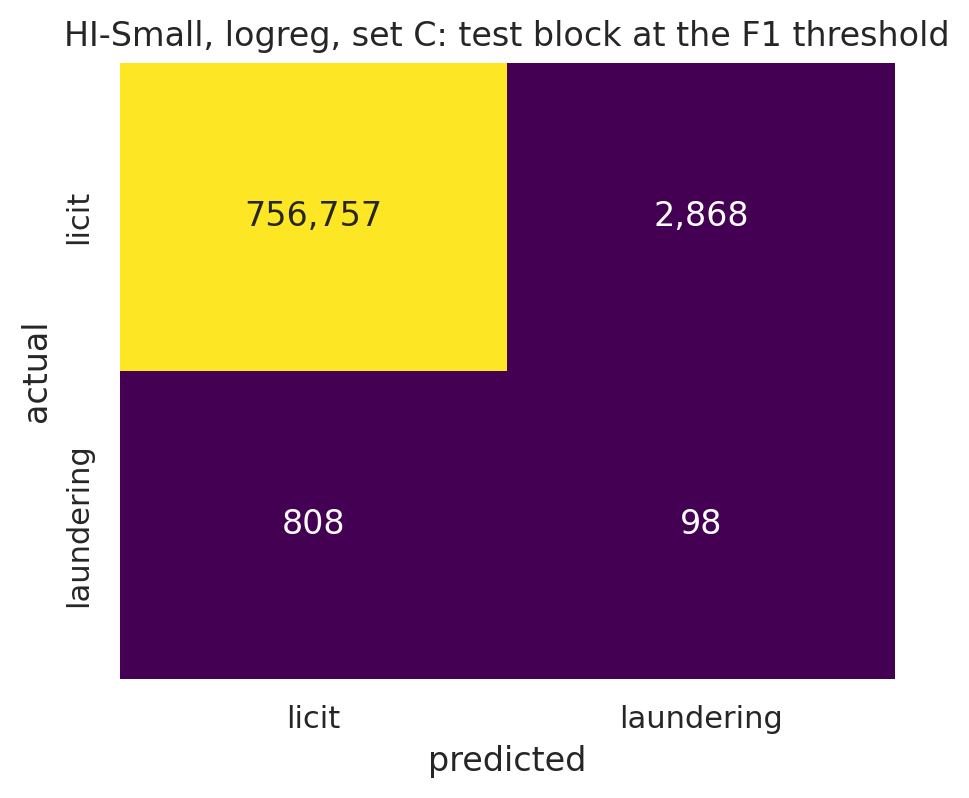 HI-Small, logreg, set C: test block at the F1 threshold
actual
licit
756,757
2,868
laundering
808
98
licit
laundering
predicted